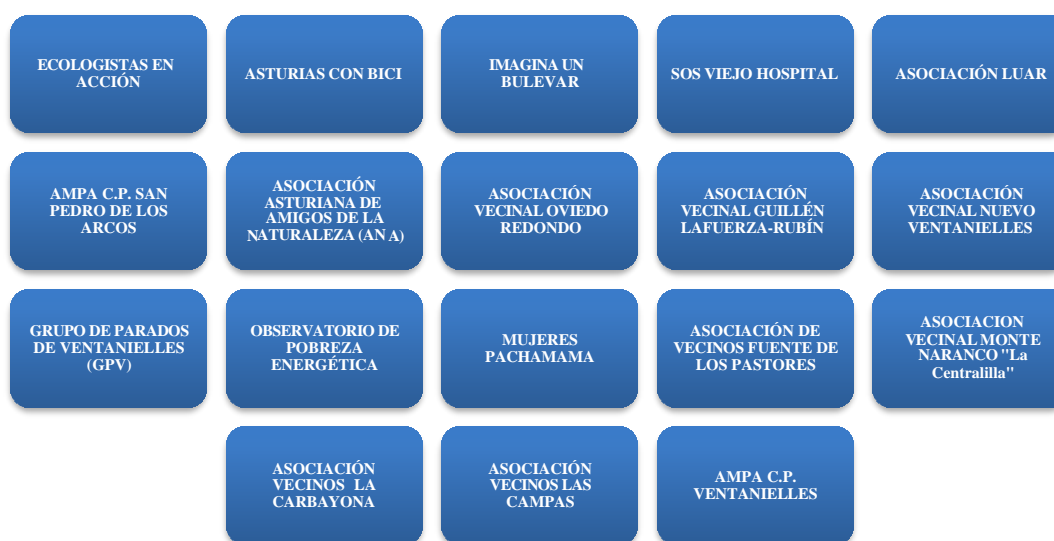 ECOLOGISTAS EN
ACCIÓN
ASTURIAS CON BICI
IMAGINA UN
BULEVAR
SOS VIEJO HOSPITAL
ASOCIACIÓN LUAR
AMPA C.P. SAN
PEDRO DE LOS
ARCOS
ASOCIACIÓN
ASTURIANA DE
AMIGOS DE LA
NATURALEZA (AN A)
ASOCIACIÓN
VECINAL OVIEDO
REDONDO
ASOCIACIÓN
VECINAL GUILLÉN
LAFUERZA-RUBÍN
ASOCIACIÓN
VECINAL NUEVO
VENTANIELLES
GRUPO DE PARADOS
DE VENTANIELLES
(GPV)
OBSERVATORIO DE
POBREZA
ENERGÉTICA
MUJERES
PACHAMAMA
ASOCIACIÓN DE
VECINOS FUENTE DE
LOS PASTORES
ASOCIACION
VECINAL MONTE
NARANCO "La
Centralilla"
ASOCIACIÓN
VECINOS LA
CARBAYONA
ASOCIACIÓN
VECINOS LAS
CAMPAS
AMPA C.P.
VENTANIELLES